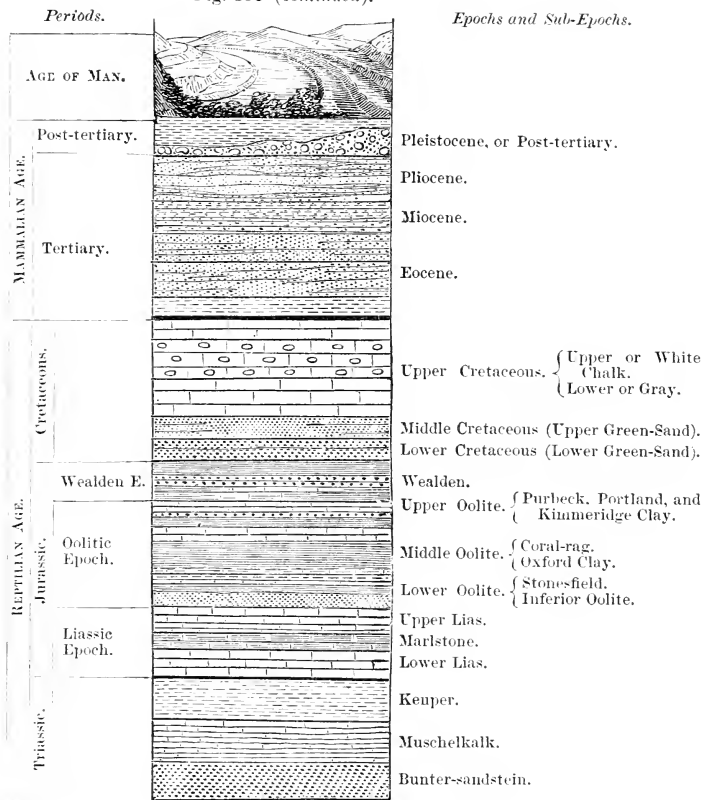 (continued).
Periods.
Epochs and Sub-Epochs.
AGE OF MAN.
MAMMALIAN AGE.
Post-tertiary.
Pleistocene, or Post-tertiary.
Pliocene.
Miocene.
Tertiary.
Eocene.
REPTILIAN AGE.
Cretaceous.
Upper Cretaceous. { Upper or White
Chalk.
Lower or Gray.
Middle Cretaceous (Upper Green-Sand).
Lower Cretaceous (Lower Green-Sand).
Jurassic.
Wealden E.
Wealden.
Upper Oolite. { Purbeck, Portland, and
Kimmeridge Clay.
Oolitic
Epoch.
Middle Oolite. { Coral-rag.
Oxford Clay.
Lower Oolite. { Stonesfield.
Inferior Oolite.
Upper Lias.
Liassic
Epoch.
Marlstone.
Lower Lias.
Triassic.
Keuper.
Muschelkalk.
Bunter-sandstein.